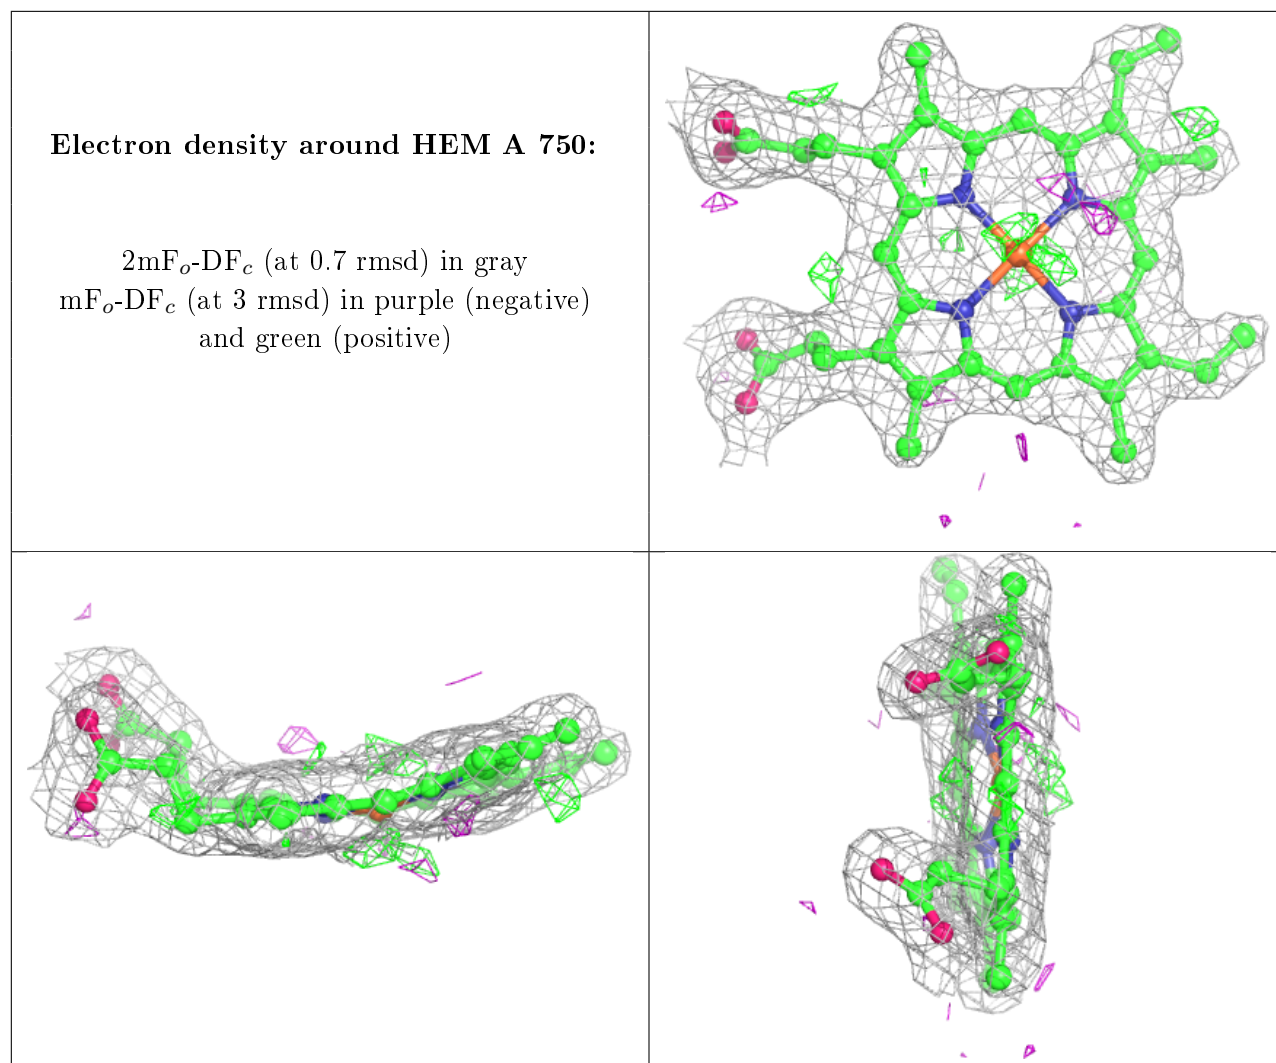 Electron density around HEM A 750:
2mFₒ-DF𝒸 (at 0.7 rmsd) in gray
mFₒ-DF𝒸 (at 3 rmsd) in purple (negative)
and green (positive)